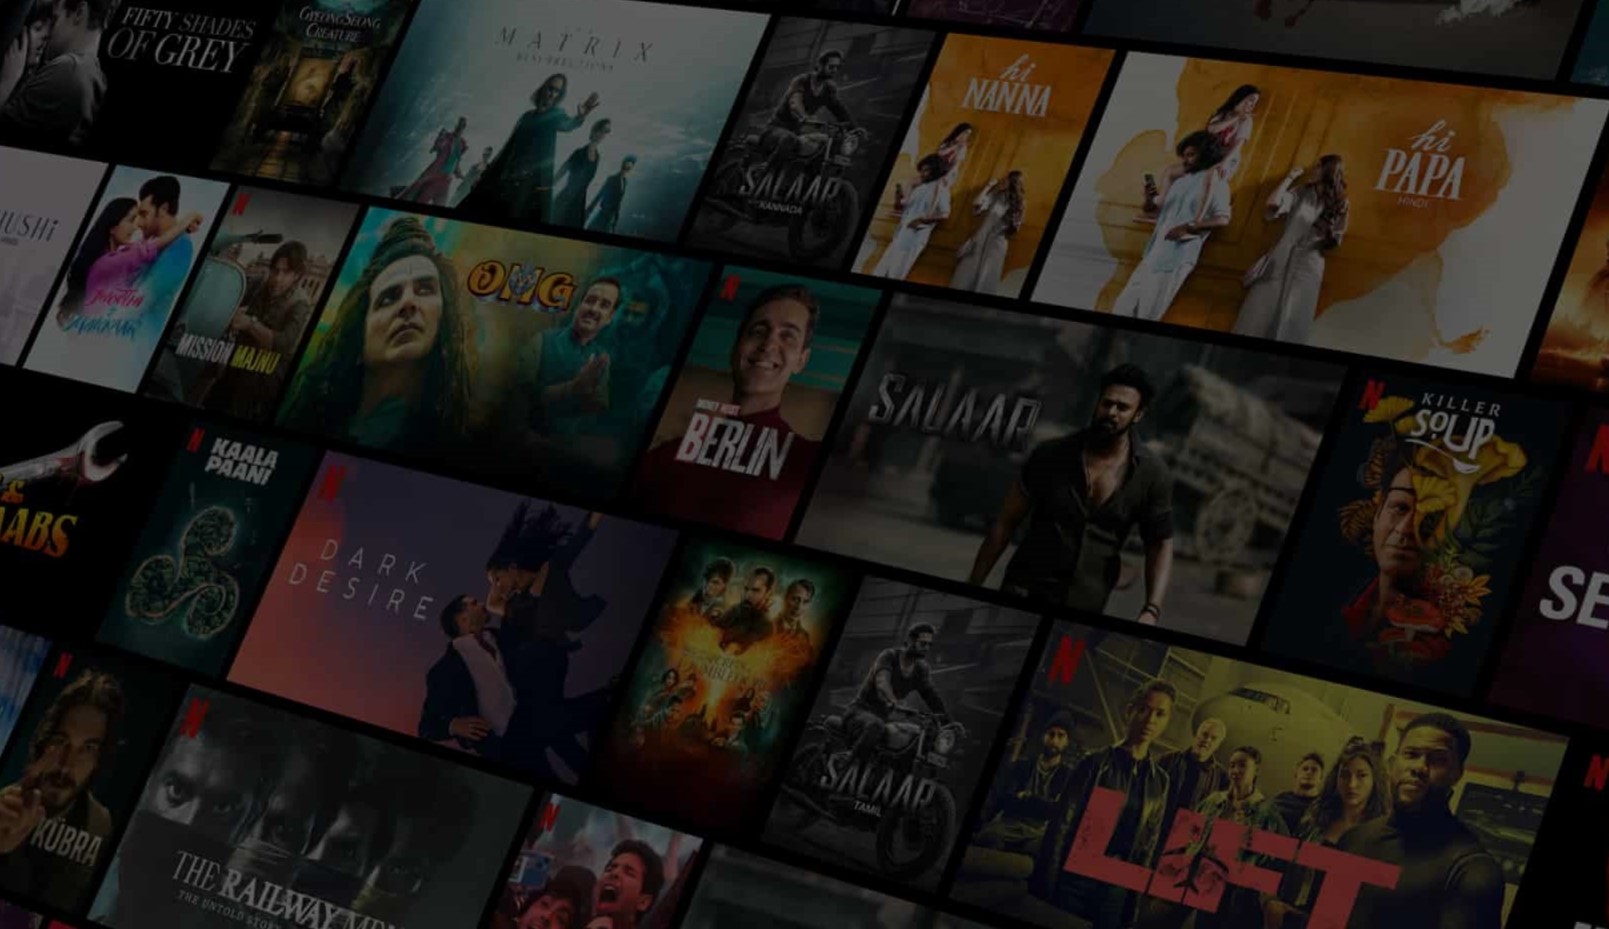 FIFTY SHADES
OF GREY
GYEONGSEONG
CREATURE
MATRIX
RESURRECTIONS
SALAAR
KANNADA
hi
NANNA
hi
PAPA
HINDI
USHi
MISSION MAJNU
OMG
BERLIN
SALAAR
KILLER
SOUP
ABS
KAALA
PAANI
DARK
DESIRE
SE
KÜBRA
THE RAILWAY MEN
THE UNTOLD STORY
SALAAR
TAMIL
LIFT